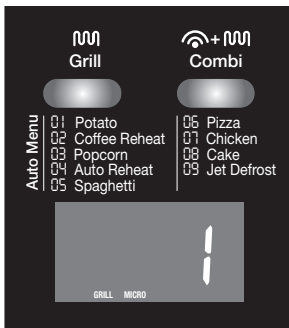 Grill
+
Combi
Auto Menu
01 Potato
02 Coffee Reheat
03 Popcorn
04 Auto Reheat
05 Spaghetti
06 Pizza
07 Chicken
08 Cake
09 Jet Defrost
1
GRILL MICRO